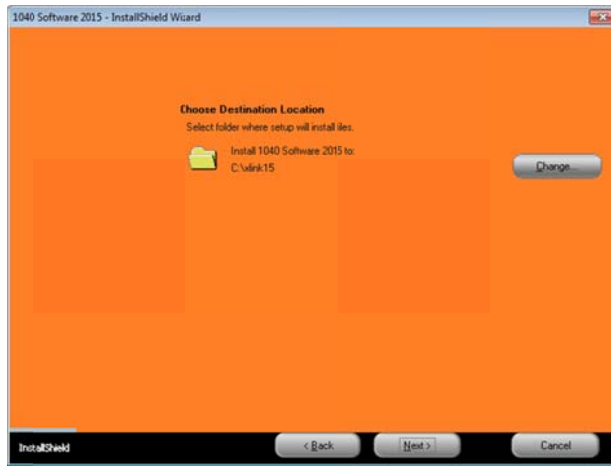 1040 Software 2015 - InstallShield Wizard
Choose Destination Location
Select folder where setup will install iles.
Install 1040 Software 2015 to:
C:\xlink15
Change...
InstallShield
< Back
Next >
Cancel